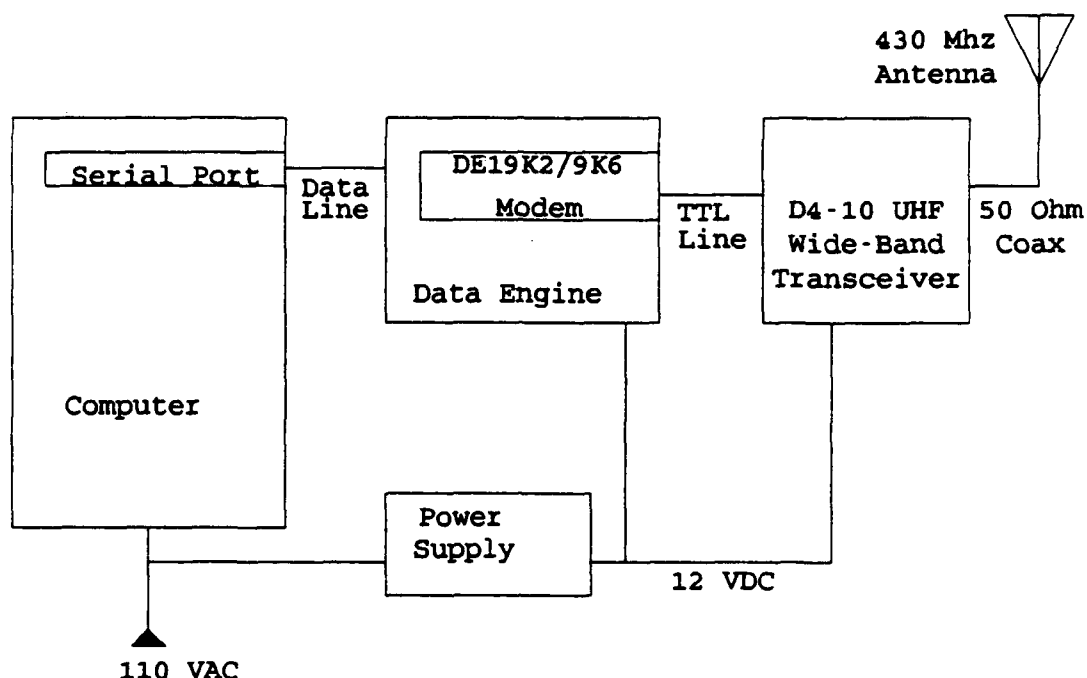 430 Mhz
Antenna
Serial Port
Data
Line
DE19K2/9K6
Modem
Data Engine
TTL
Line
D4-10 UHF
Wide-Band
Transceiver
50 Ohm
Coax
Computer
Power
Supply
12 VDC
110 VAC